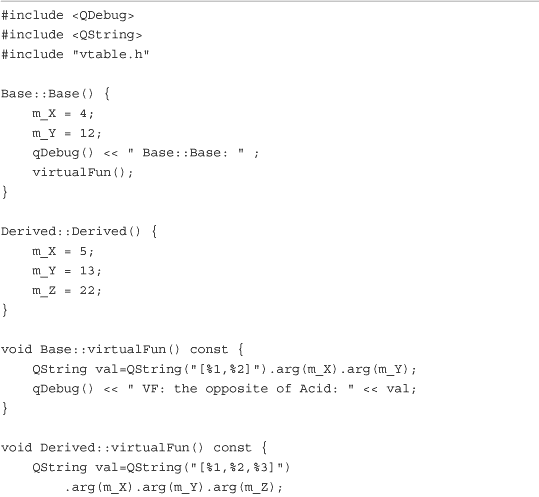 #include <QDebug>
#include <QString>
#include "vtable.h"

Base::Base() {
    m_X = 4;
    m_Y = 12;
    qDebug() << " Base::Base: " ;
    virtualFun();
}

Derived::Derived() {
    m_X = 5;
    m_Y = 13;
    m_Z = 22;
}

void Base::virtualFun() const {
    QString val=QString("[%1,%2]").arg(m_X).arg(m_Y);
    qDebug() << " VF: the opposite of Acid: " << val;
}

void Derived::virtualFun() const {
    QString val=QString("[%1,%2,%3]")
        .arg(m_X).arg(m_Y).arg(m_Z);